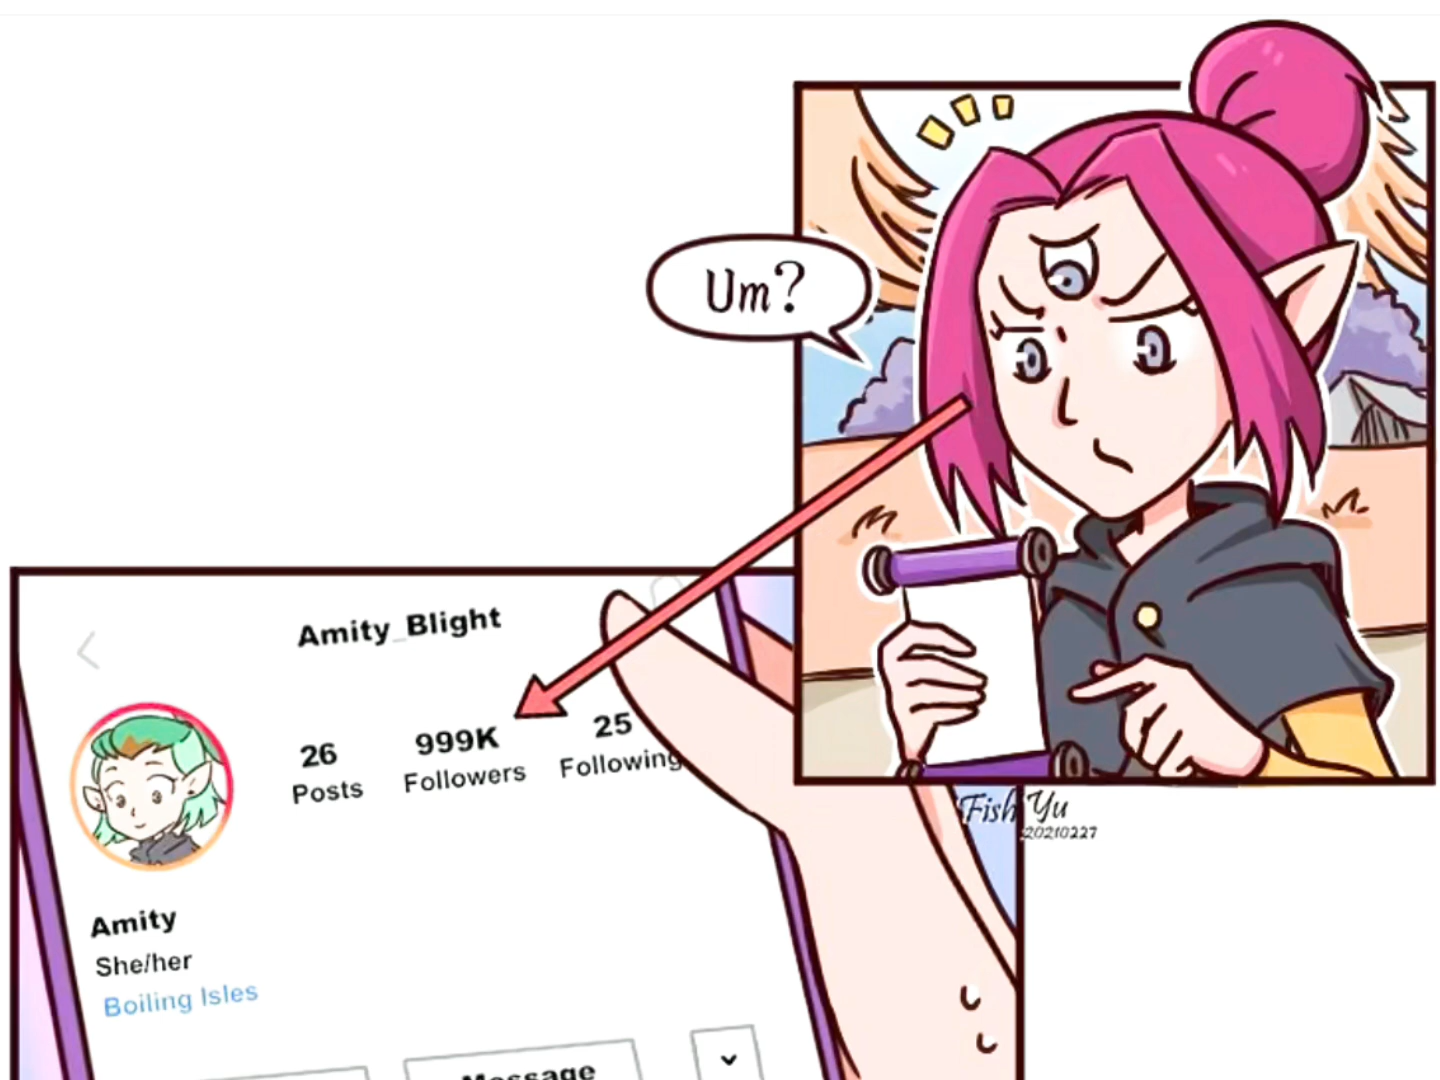 Um?
Amity_Blight
26 999K 25
Posts Followers Following
Amity
She/her
Boiling Isles
Message
Fish Yu
20210227